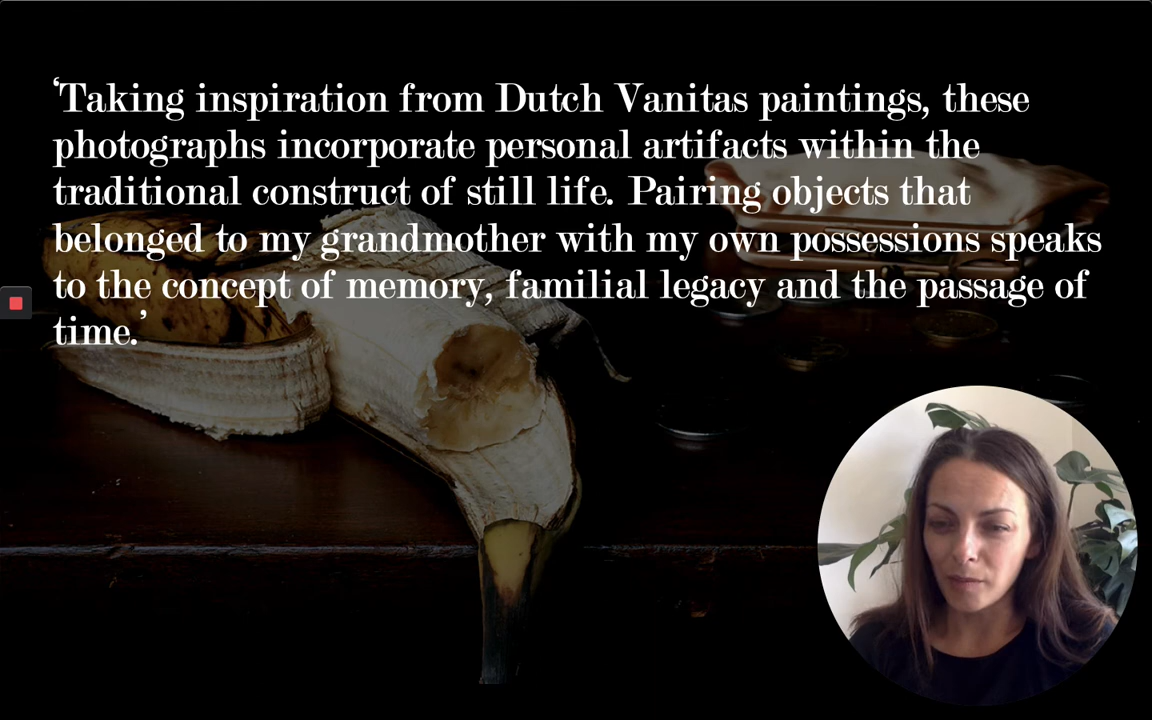 ‘Taking inspiration from Dutch Vanitas paintings, these
photographs incorporate personal artifacts within the
traditional construct of still life. Pairing objects that
belonged to my grandmother with my own possessions speaks
to the concept of memory, familial legacy and the passage of
time.’